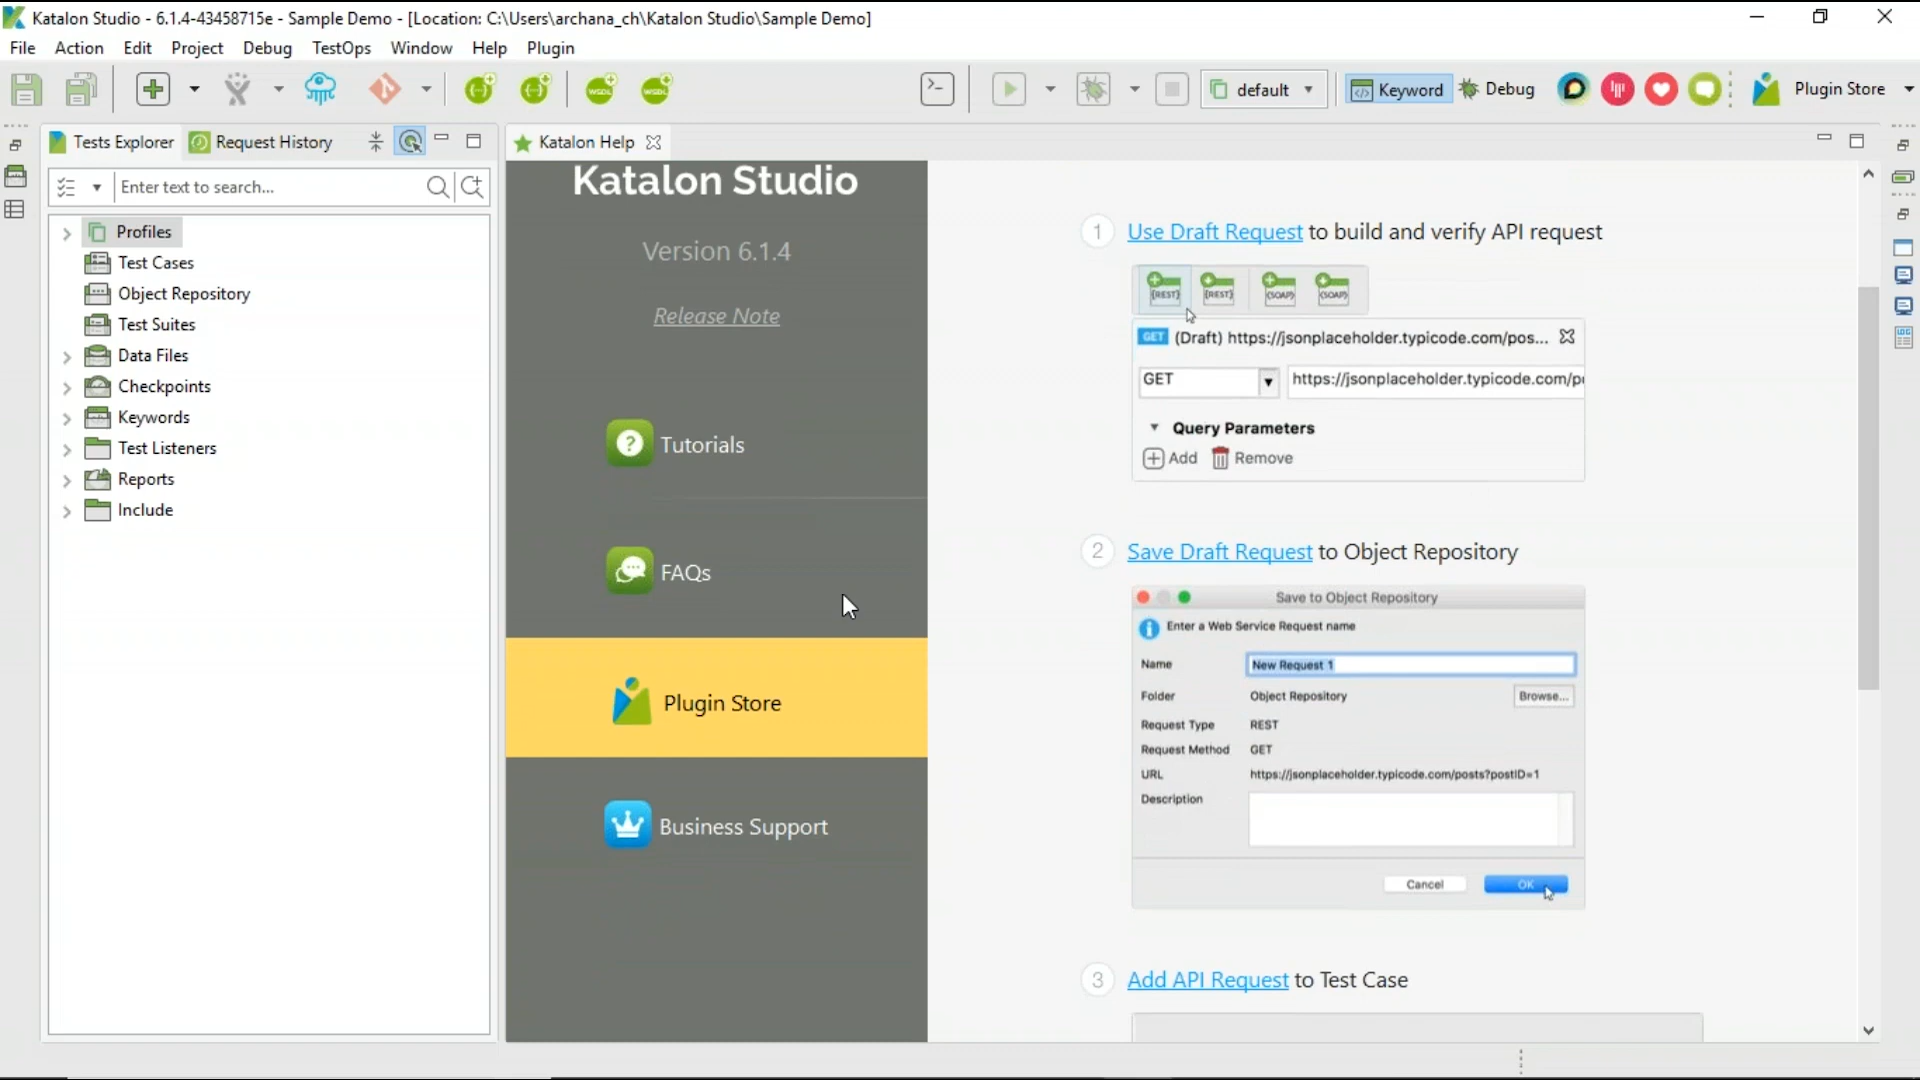 Katalon Studio - 6.1.4-43458715e - Sample Demo - [Location: C:\Users\archana_ch\Katalon Studio\Sample Demo]
File Action Edit Project Debug TestOps Window Help Plugin
WSDL WSDL default Keyword Debug Plugin Store
Tests Explorer Request History
Katalon Help
Enter text to search...
Profiles
Test Cases
Object Repository
Test Suites
Data Files
Checkpoints
Keywords
Test Listeners
Reports
Include
Katalon Studio
Version 6.1.4
Release Note
Tutorials
FAQs
Plugin Store
Business Support
1 Use Draft Request to build and verify API request
{REST} {REST} {SOAP} {SOAP}
GET (Draft) https://jsonplaceholder.typicode.com/pos...
GET https://jsonplaceholder.typicode.com/p
Query Parameters
Add Remove
2 Save Draft Request to Object Repository
Save to Object Repository
Enter a Web Service Request name
Name New Request 1
Folder Object Repository Browse...
Request Type REST
Request Method GET
URL https://jsonplaceholder.typicode.com/posts?postID=1
Description
Cancel OK
3 Add API Request to Test Case